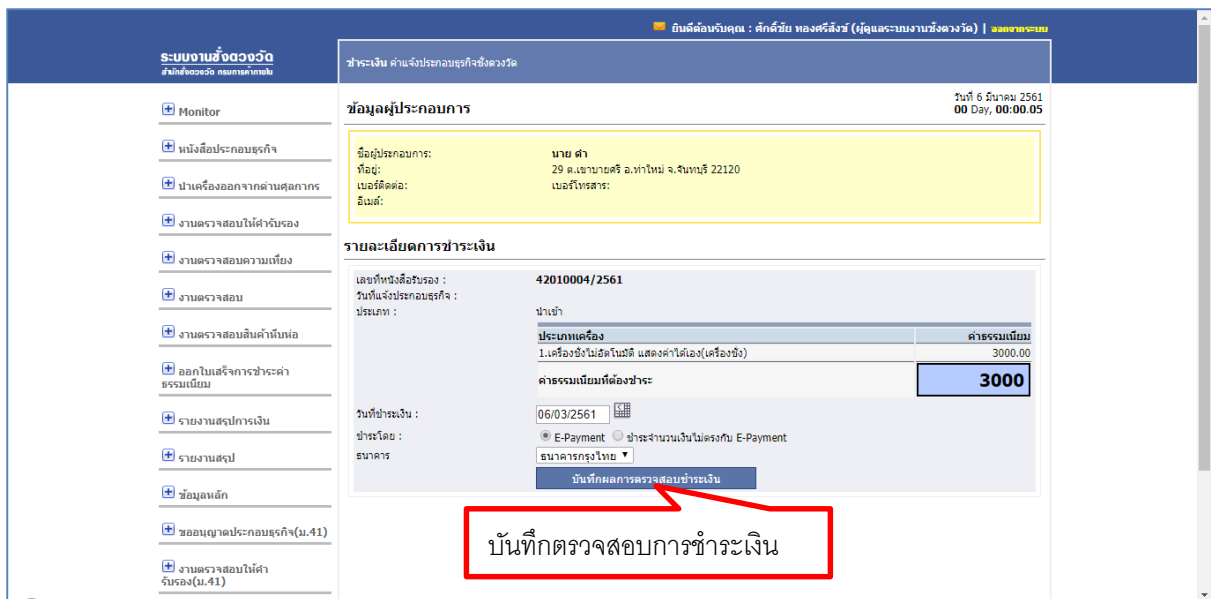 ยินดีต้อนรับคุณ : ศักดิ์ชัย ทองศรีสังข์ (ผู้ดูแลระบบงานชั่งตวงวัด) | ออกจากระบบ
ระบบงานชั่งตวงวัด
สำนักชั่งตวงวัด กรมการค้าภายใน
ชำระเงิน ค่าแจ้งประกอบธุรกิจชั่งตวงวัด
วันที่ 6 มีนาคม 2561
00 Day, 00:00.05
ข้อมูลผู้ประกอบการ
ชื่อผู้ประกอบการ: นาย ดำ
ที่อยู่: 29 ต.เขาบายศรี อ.ท่าใหม่ จ.จันทบุรี 22120
เบอร์ติดต่อ: เบอร์โทรสาร:
อีเมล์:
รายละเอียดการชำระเงิน
เลขที่หนังสือรับรอง : 42010004/2561
วันที่แจ้งประกอบธุรกิจ :
ประเภท : นำเข้า
ประเภทเครื่อง ค่าธรรมเนียม
1.เครื่องชั่งไม่อัตโนมัติ แสดงค่าได้เอง(เครื่องชั่ง) 3000.00
ค่าธรรมเนียมที่ต้องชำระ 3000
วันที่ชำระเงิน : 06/03/2561
ชำระโดย : E-Payment ชำระจำนวนเงินไม่ตรงกับ E-Payment
ธนาคาร ธนาคารกรุงไทย
บันทึกผลการตรวจสอบชำระเงิน
บันทึกตรวจสอบการชำระเงิน
Monitor
หนังสือประกอบธุรกิจ
นำเครื่องออกจากด่านศุลกากร
งานตรวจสอบให้คำรับรอง
งานตรวจสอบความเที่ยง
งานตรวจสอบ
งานตรวจสอบสินค้าหีบห่อ
ออกใบเสร็จการชำระค่า
ธรรมเนียม
รายงานสรุปการเงิน
รายงานสรุป
ข้อมูลหลัก
ขออนุญาตประกอบธุรกิจ(ม.41)
งานตรวจสอบให้คำ
รับรอง(ม.41)